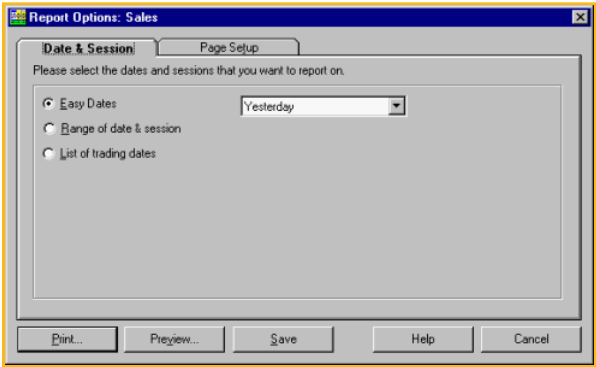 Report Options: Sales
Date & Session
Page Setup
Please select the dates and sessions that you want to report on.
Easy Dates
Yesterday
Range of date & session
List of trading dates
Print...
Preview...
Save
Help
Cancel